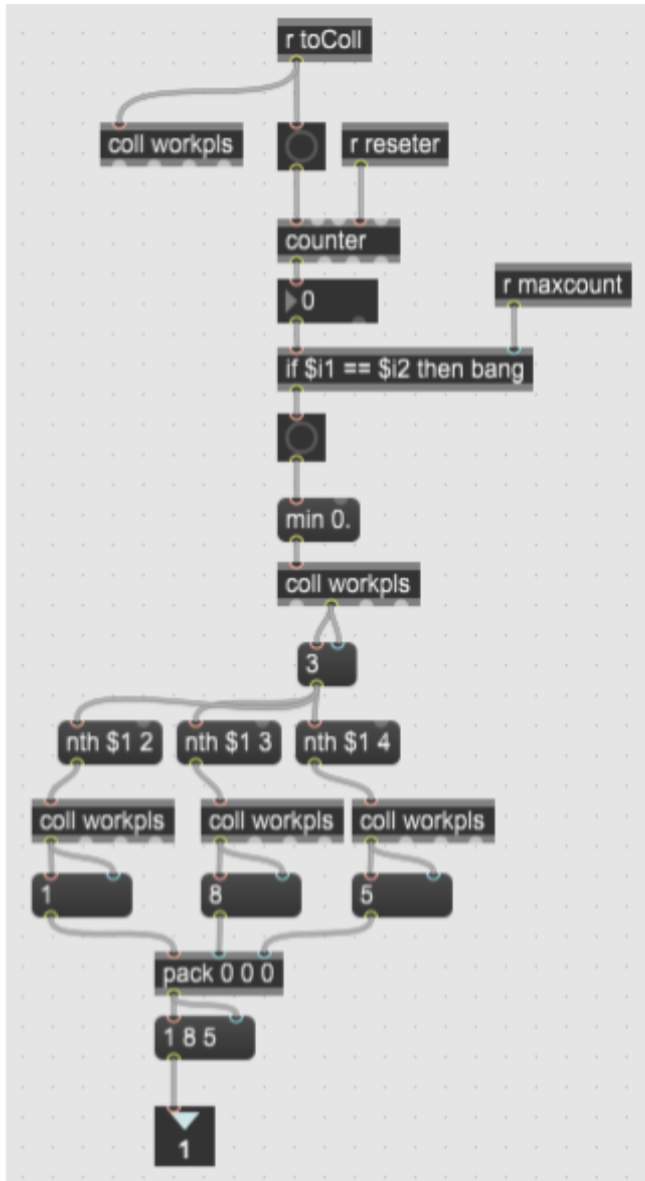 r toColl
coll workpls
r reseter
counter
0
r maxcount
if $i1 == $i2 then bang
min 0.
coll workpls
3
nth $1 2
nth $1 3
nth $1 4
coll workpls
coll workpls
coll workpls
1
8
5
pack 0 0 0
1 8 5
1